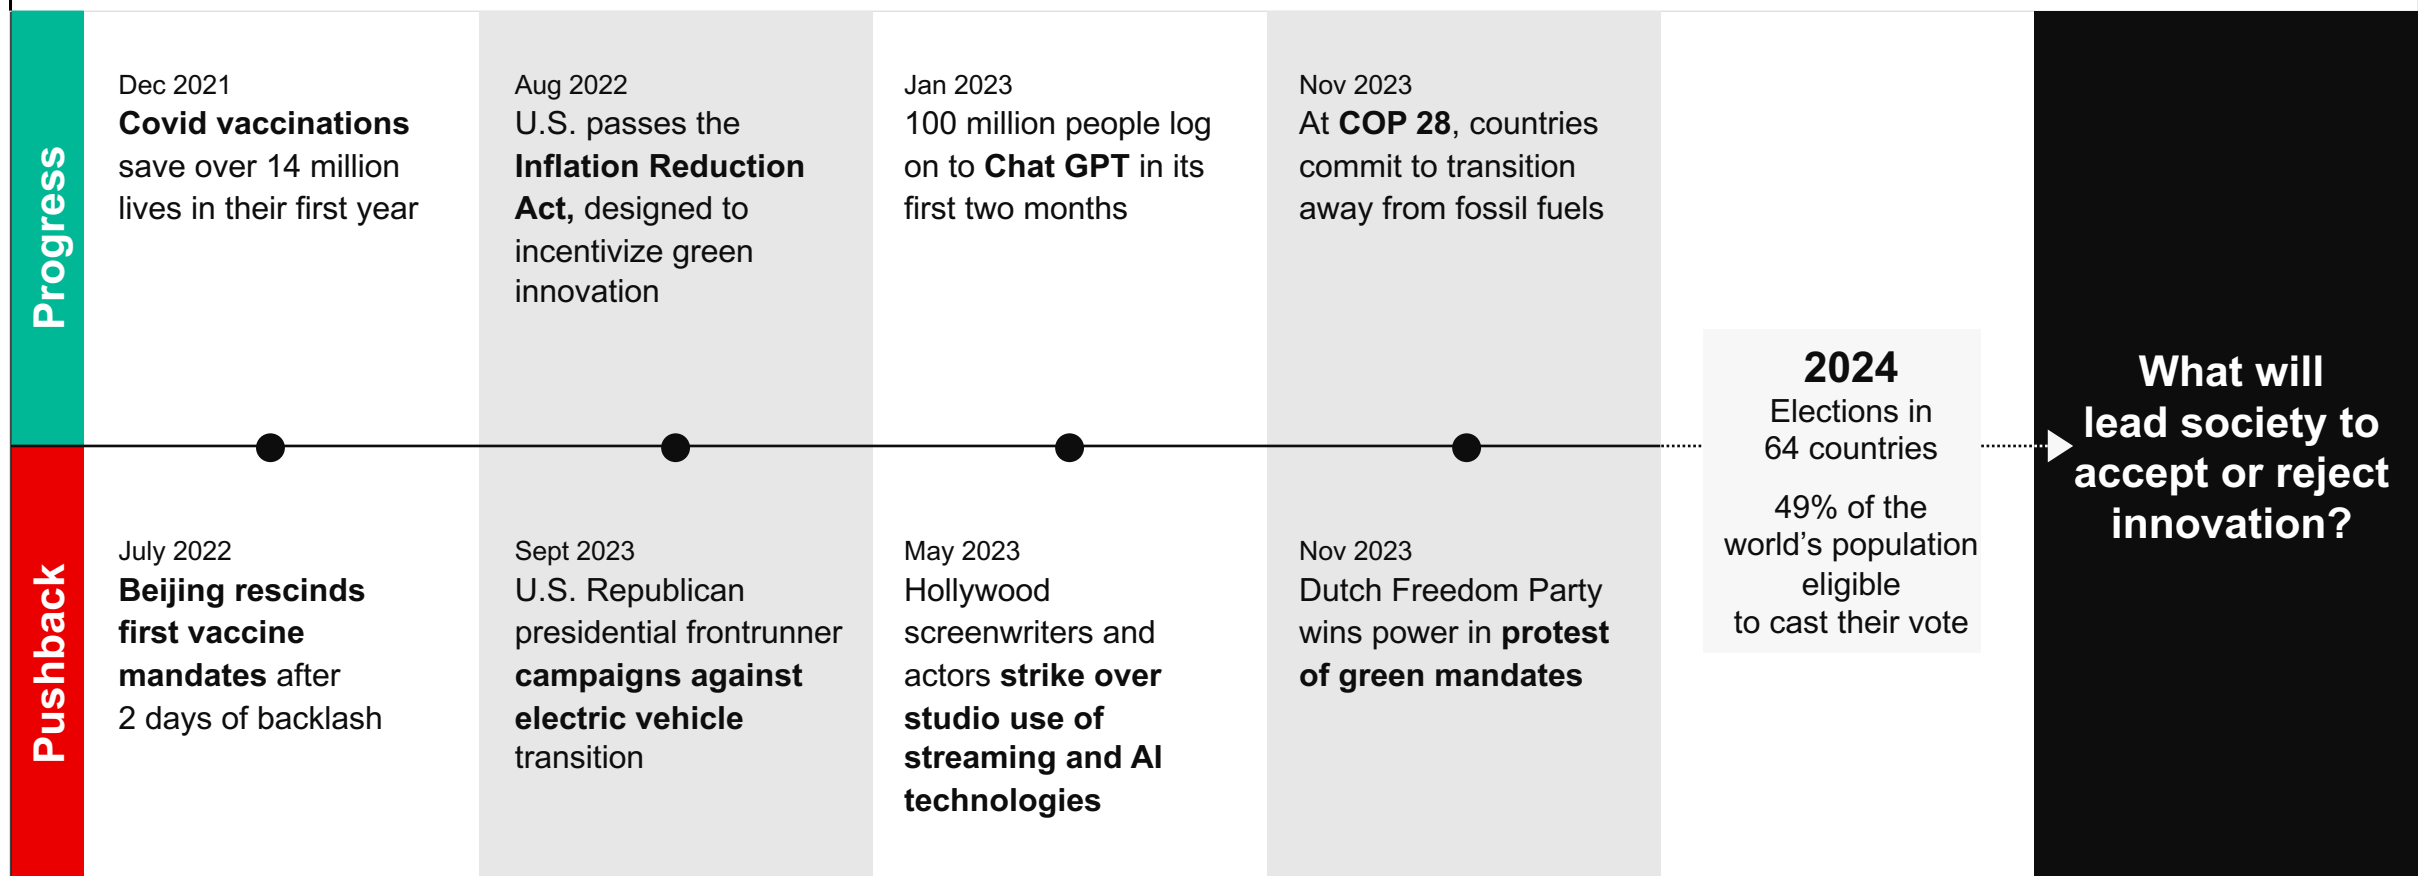 Progress
Dec 2021
Covid vaccinations
save over 14 million
lives in their first year
Aug 2022
U.S. passes the
Inflation Reduction
Act, designed to
incentivize green
innovation
Jan 2023
100 million people log
on to Chat GPT in its
first two months
Nov 2023
At COP 28, countries
commit to transition
away from fossil fuels
Pushback
July 2022
Beijing rescinds
first vaccine
mandates after
2 days of backlash
Sept 2023
U.S. Republican
presidential frontrunner
campaigns against
electric vehicle
transition
May 2023
Hollywood
screenwriters and
actors strike over
studio use of
streaming and AI
technologies
Nov 2023
Dutch Freedom Party
wins power in protest
of green mandates
2024
Elections in
64 countries
49% of the
world’s population
eligible
to cast their vote
What will
lead society to
accept or reject
innovation?